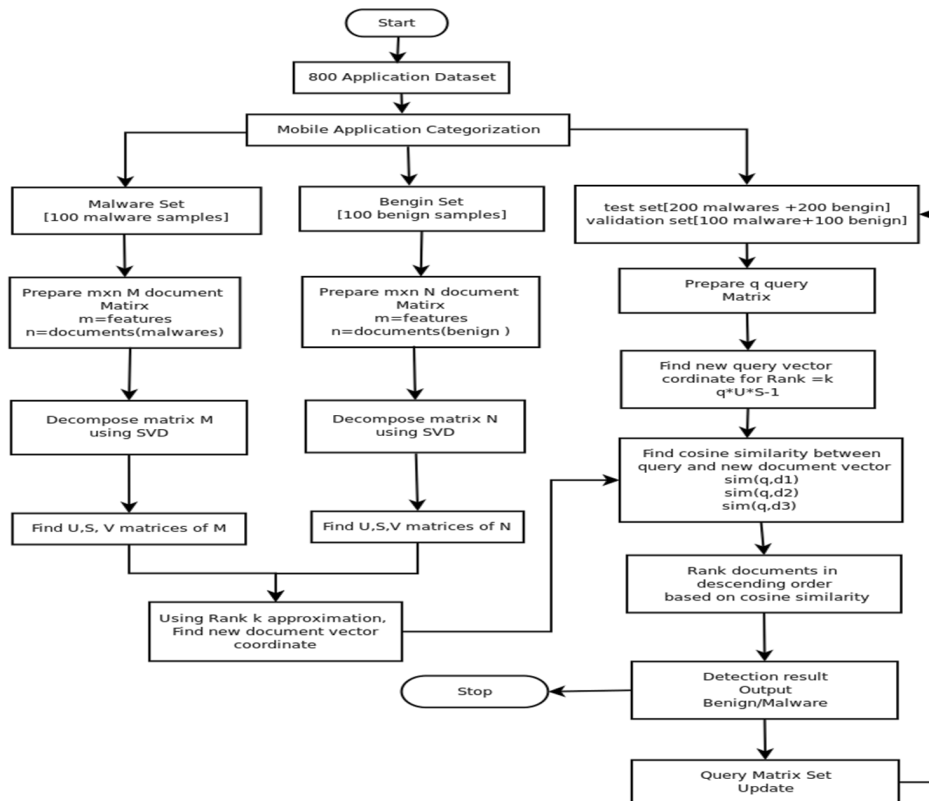 Start
800 Application Dataset
Mobile Application Categorization
Malware Set
[100 malware samples]
Bengin Set
[100 benign samples]
test set[200 malwares +200 bengin]
validation set[100 malware+100 benign]
Prepare mxn M document
Matirx
m=features
n=documents(malwares)
Prepare mxn N document
Matirx
m=features
n=documents(benign )
Prepare q query
Matrix
Find new query vector
cordinate for Rank =k
q*U*S-1
Decompose matrix M
using SVD
Decompose matrix N
using SVD
Find cosine similarity between
query and new document vector
sim(q,d1)
sim(q,d2)
sim(q,d3)
Find U,S, V matrices of M
Find U,S,V matrices of N
Rank documents in
descending order
based on cosine similarity
Using Rank k approximation,
Find new document vector
coordinate
Detection result
Output
Benign/Malware
Stop
Query Matrix Set
Update